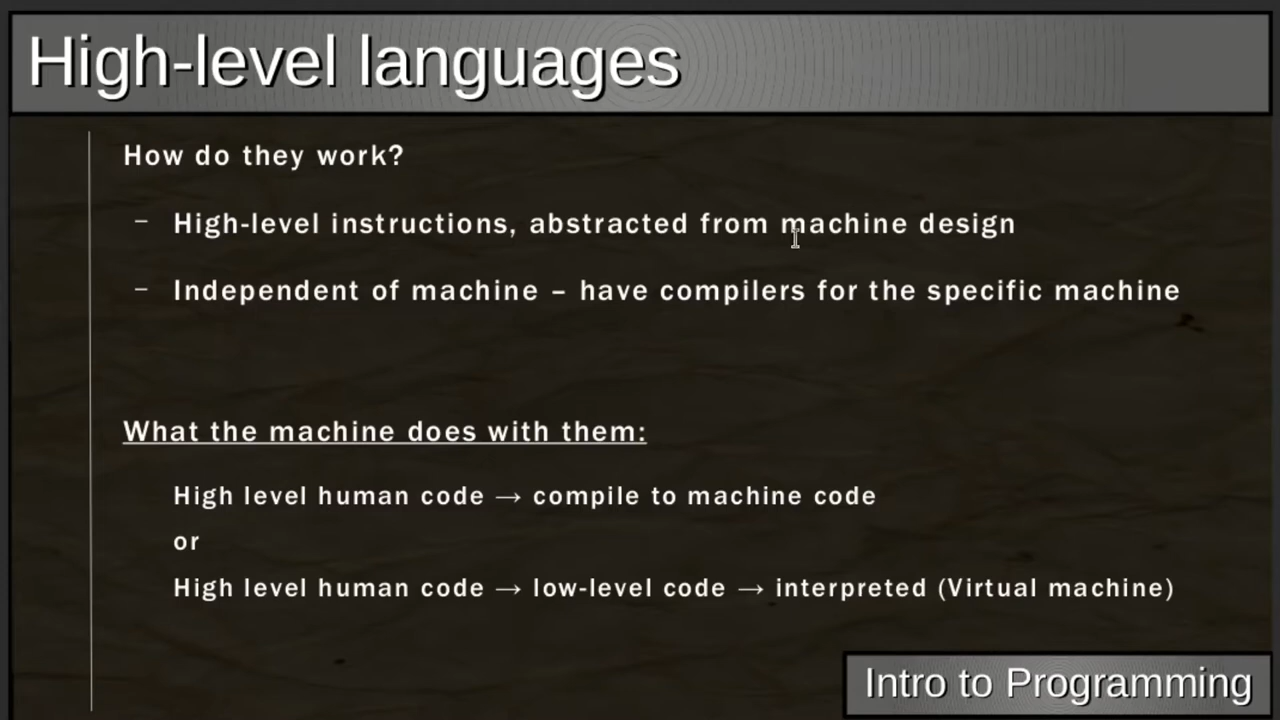 High-level languages
How do they work?
– High-level instructions, abstracted from machine design
– Independent of machine – have compilers for the specific machine
What the machine does with them:
High level human code → compile to machine code
or
High level human code → low-level code → interpreted (Virtual machine)
Intro to Programming